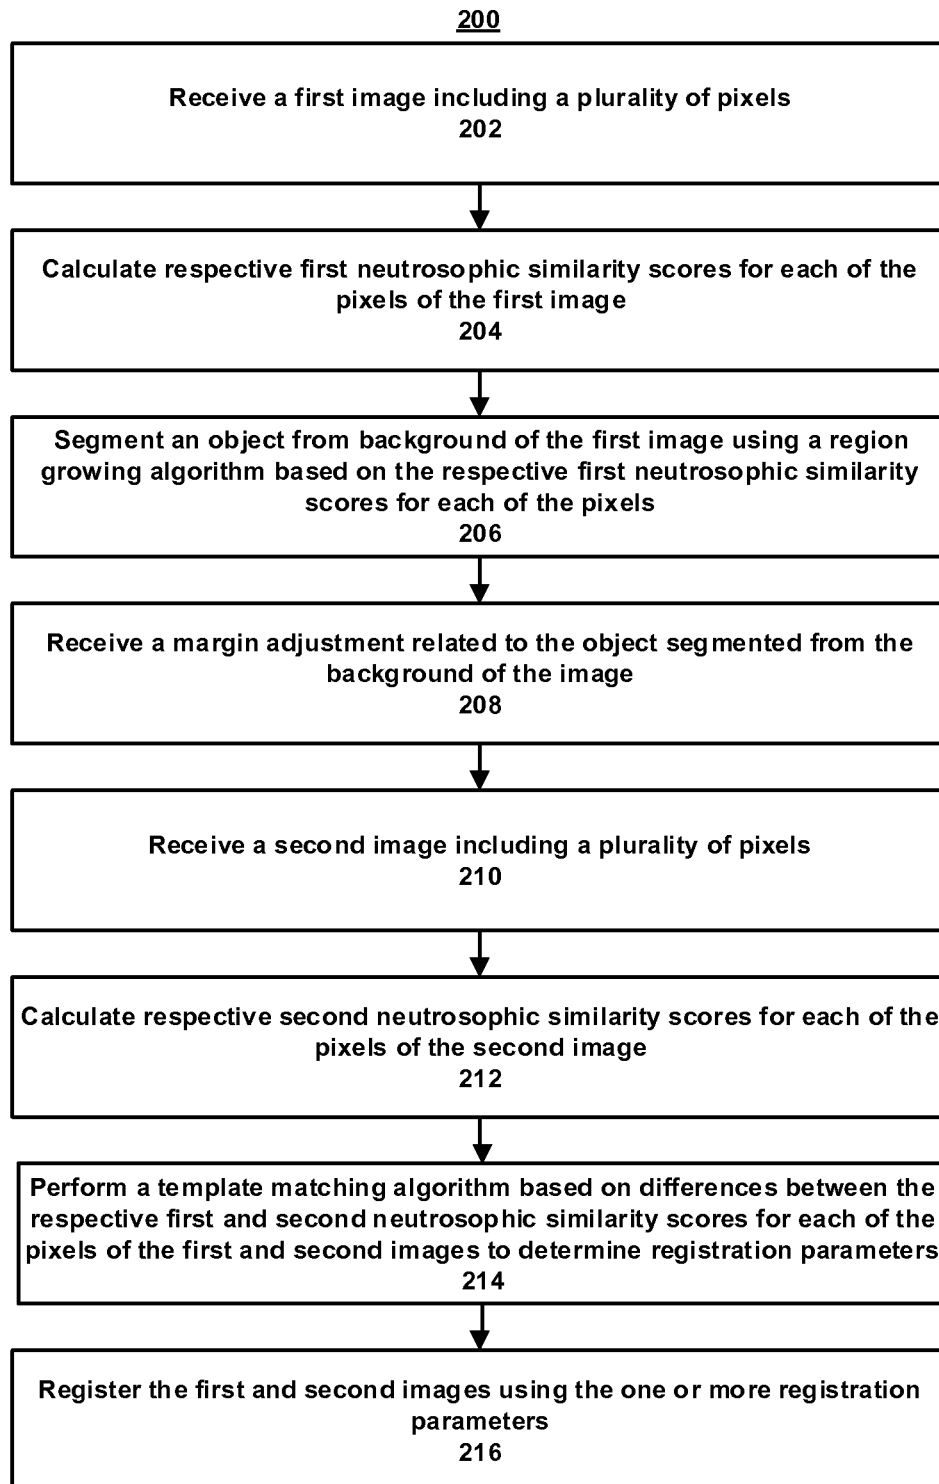 200
Receive a first image including a plurality of pixels
202
Calculate respective first neutrosophic similarity scores for each of the
pixels of the first image
204
Segment an object from background of the first image using a region
growing algorithm based on the respective first neutrosophic similarity
scores for each of the pixels
206
Receive a margin adjustment related to the object segmented from the
background of the image
208
Receive a second image including a plurality of pixels
210
Calculate respective second neutrosophic similarity scores for each of the
pixels of the second image
212
Perform a template matching algorithm based on differences between the
respective first and second neutrosophic similarity scores for each of the
pixels of the first and second images to determine registration parameters
214
Register the first and second images using the one or more registration
parameters
216